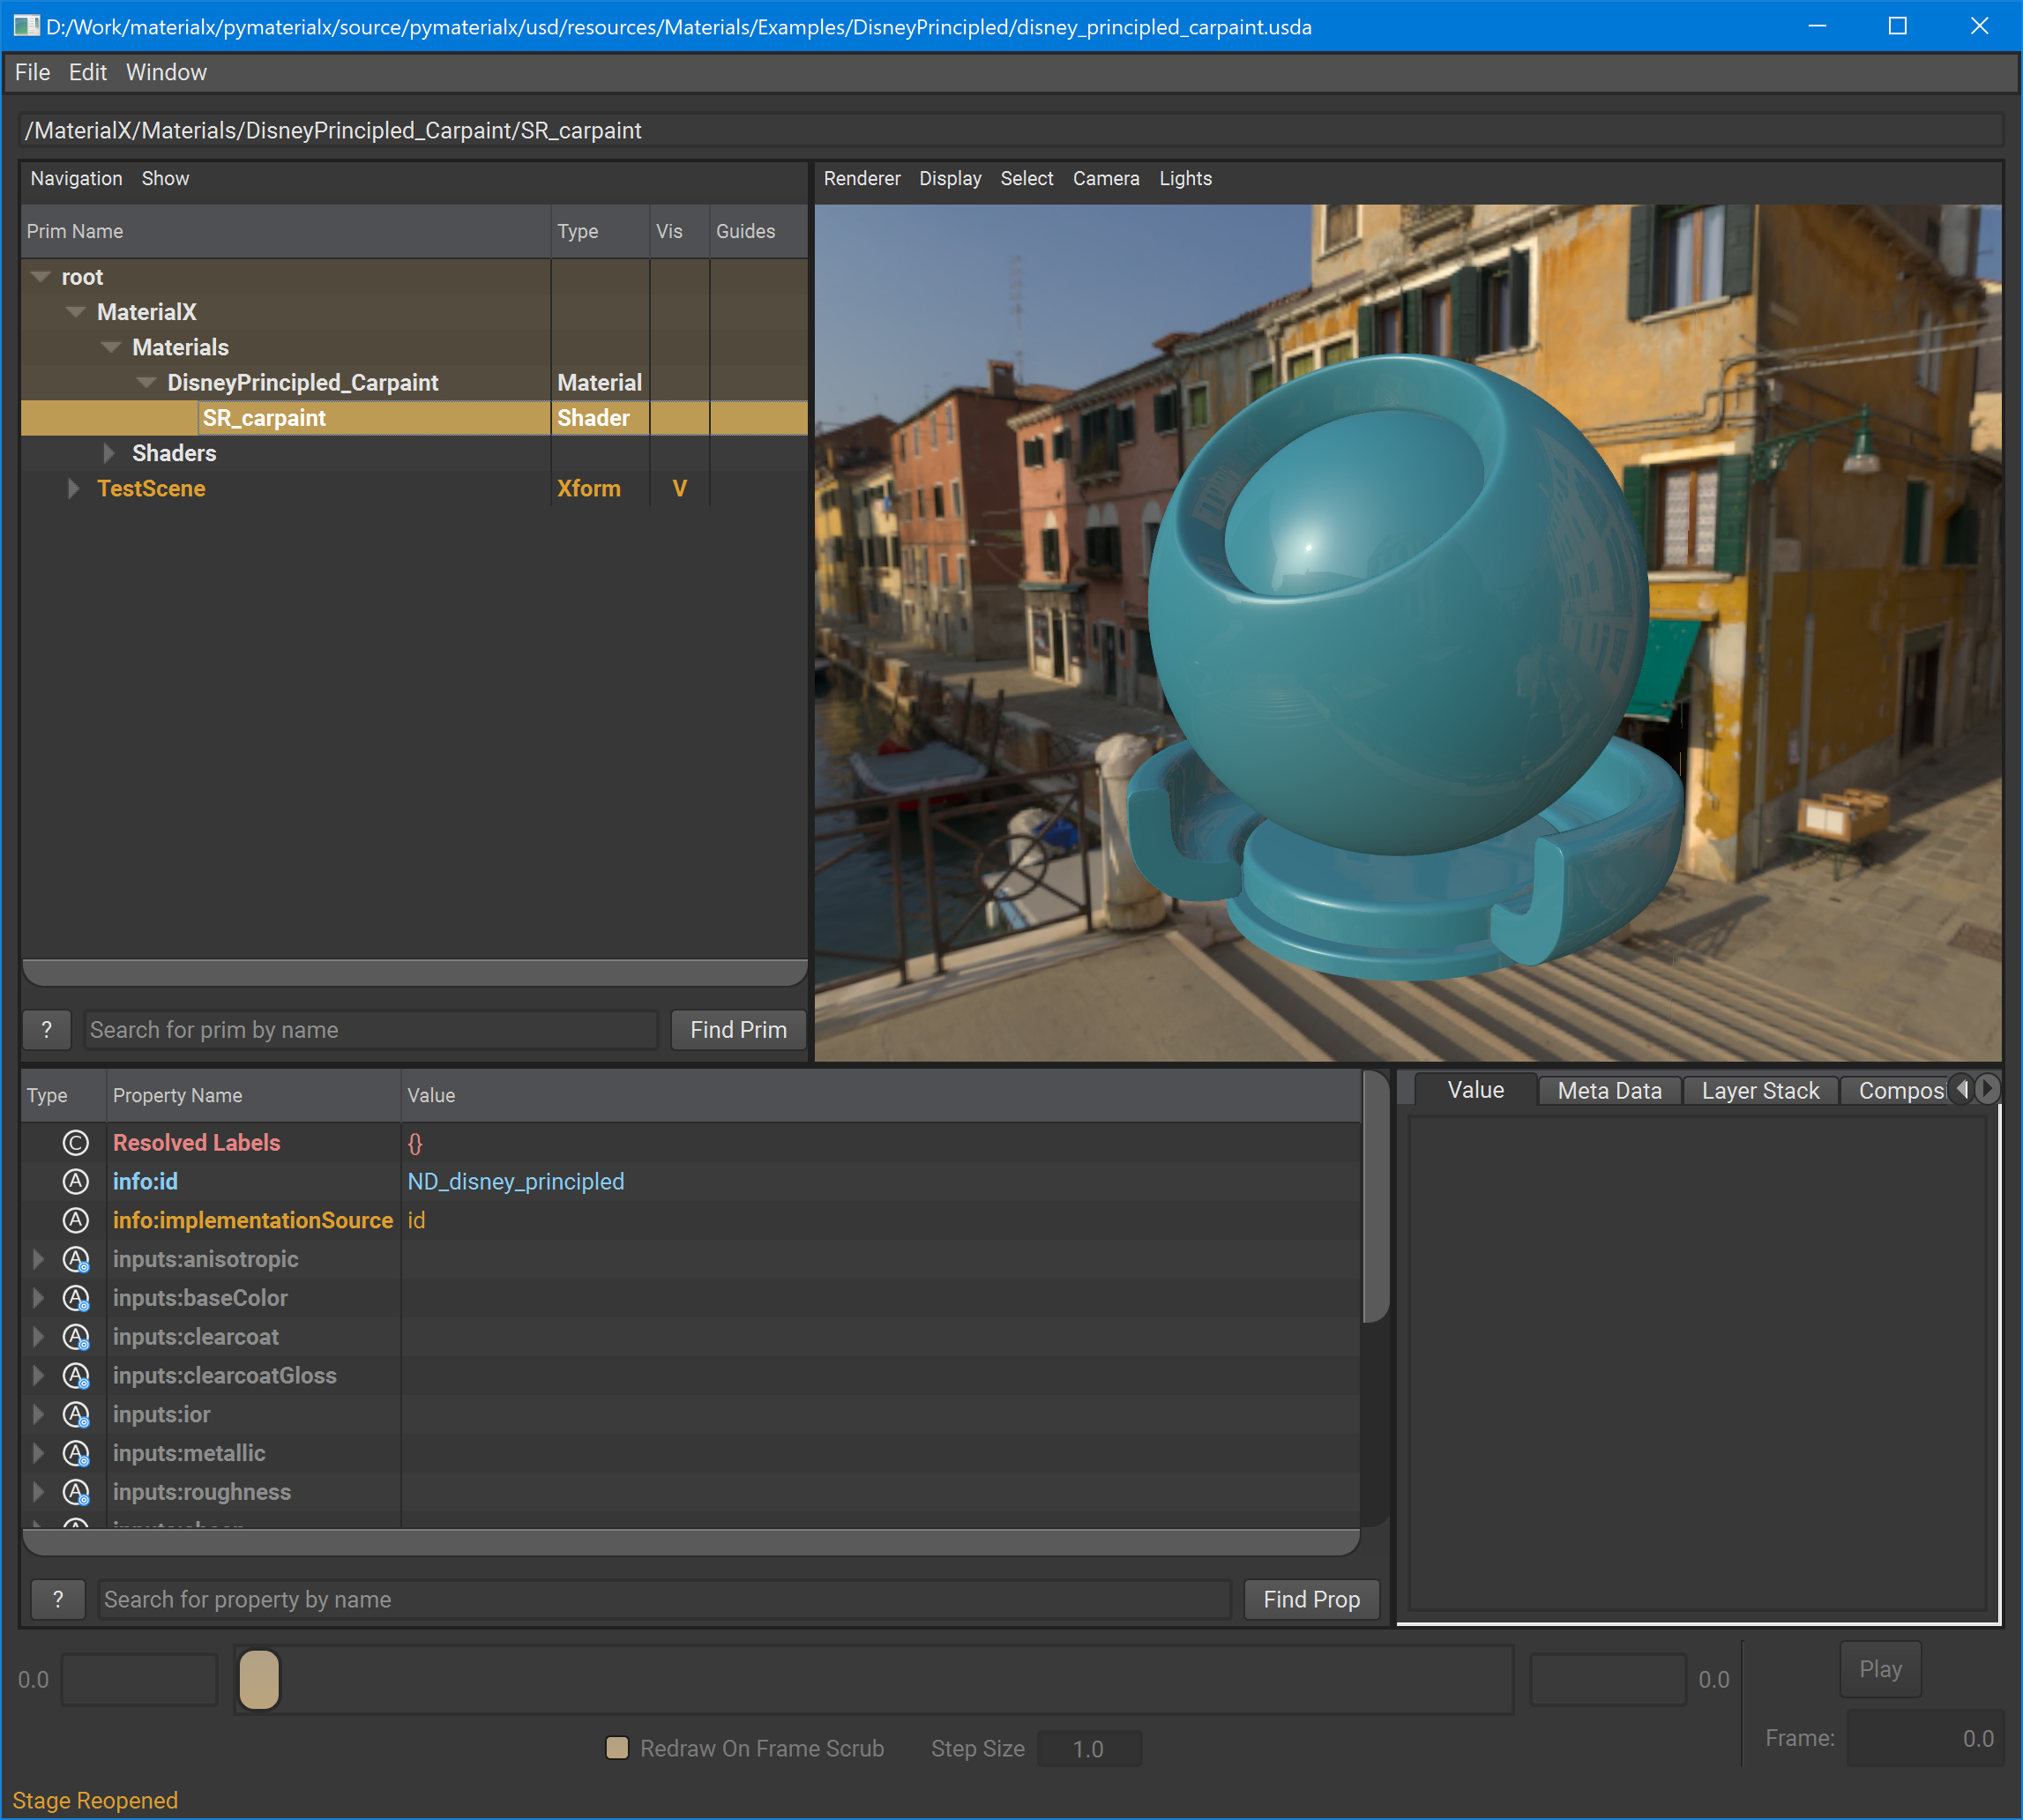 D:/Work/materialx/pymaterialx/source/pymaterialx/usd/resources/Materials/Examples/DisneyPrincipled/disney_principled_carpaint.usda
File Edit Window
/MaterialX/Materials/DisneyPrincipled_Carpaint/SR_carpaint
Navigation Show
Prim Name Type Vis Guides
root
MaterialX
Materials
DisneyPrincipled_Carpaint Material
SR_carpaint Shader
Shaders
TestScene Xform V
? Search for prim by name Find Prim
Renderer Display Select Camera Lights
Type Property Name Value
C Resolved Labels {}
A info:id ND_disney_principled
A info:implementationSource id
A inputs:anisotropic
A inputs:baseColor
A inputs:clearcoat
A inputs:clearcoatGloss
A inputs:ior
A inputs:metallic
A inputs:roughness
? Search for property by name Find Prop
Value Meta Data Layer Stack Composi
0.0 0.0 Play
Redraw On Frame Scrub Step Size 1.0 Frame: 0.0
Stage Reopened